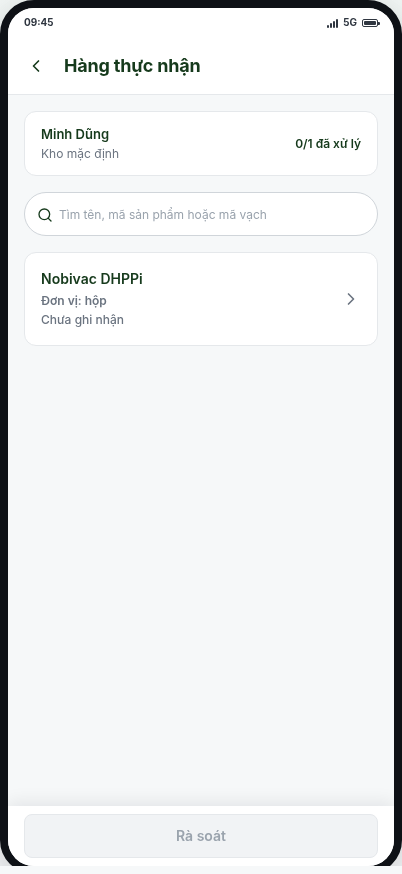 09:45
5G
Hàng thực nhận
Minh Dũng
Kho mặc định
0/1 đã xử lý
Tìm tên, mã sản phẩm hoặc mã vạch
Nobivac DHPPi
Đơn vị: hộp
Chưa ghi nhận
Rà soát